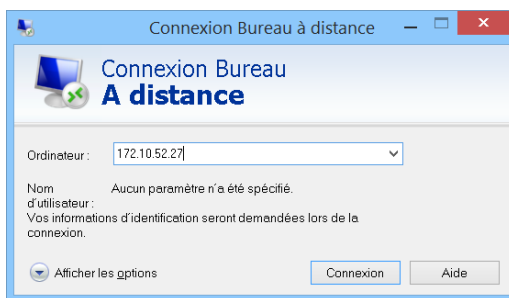 Connexion Bureau à distance
Connexion Bureau
A distance
Ordinateur :
172.10.52.27
Nom d'utilisateur :
Aucun paramètre n'a été spécifié.
Vos informations d'identification seront demandées lors de la
connexion.
Afficher les options
Connexion
Aide